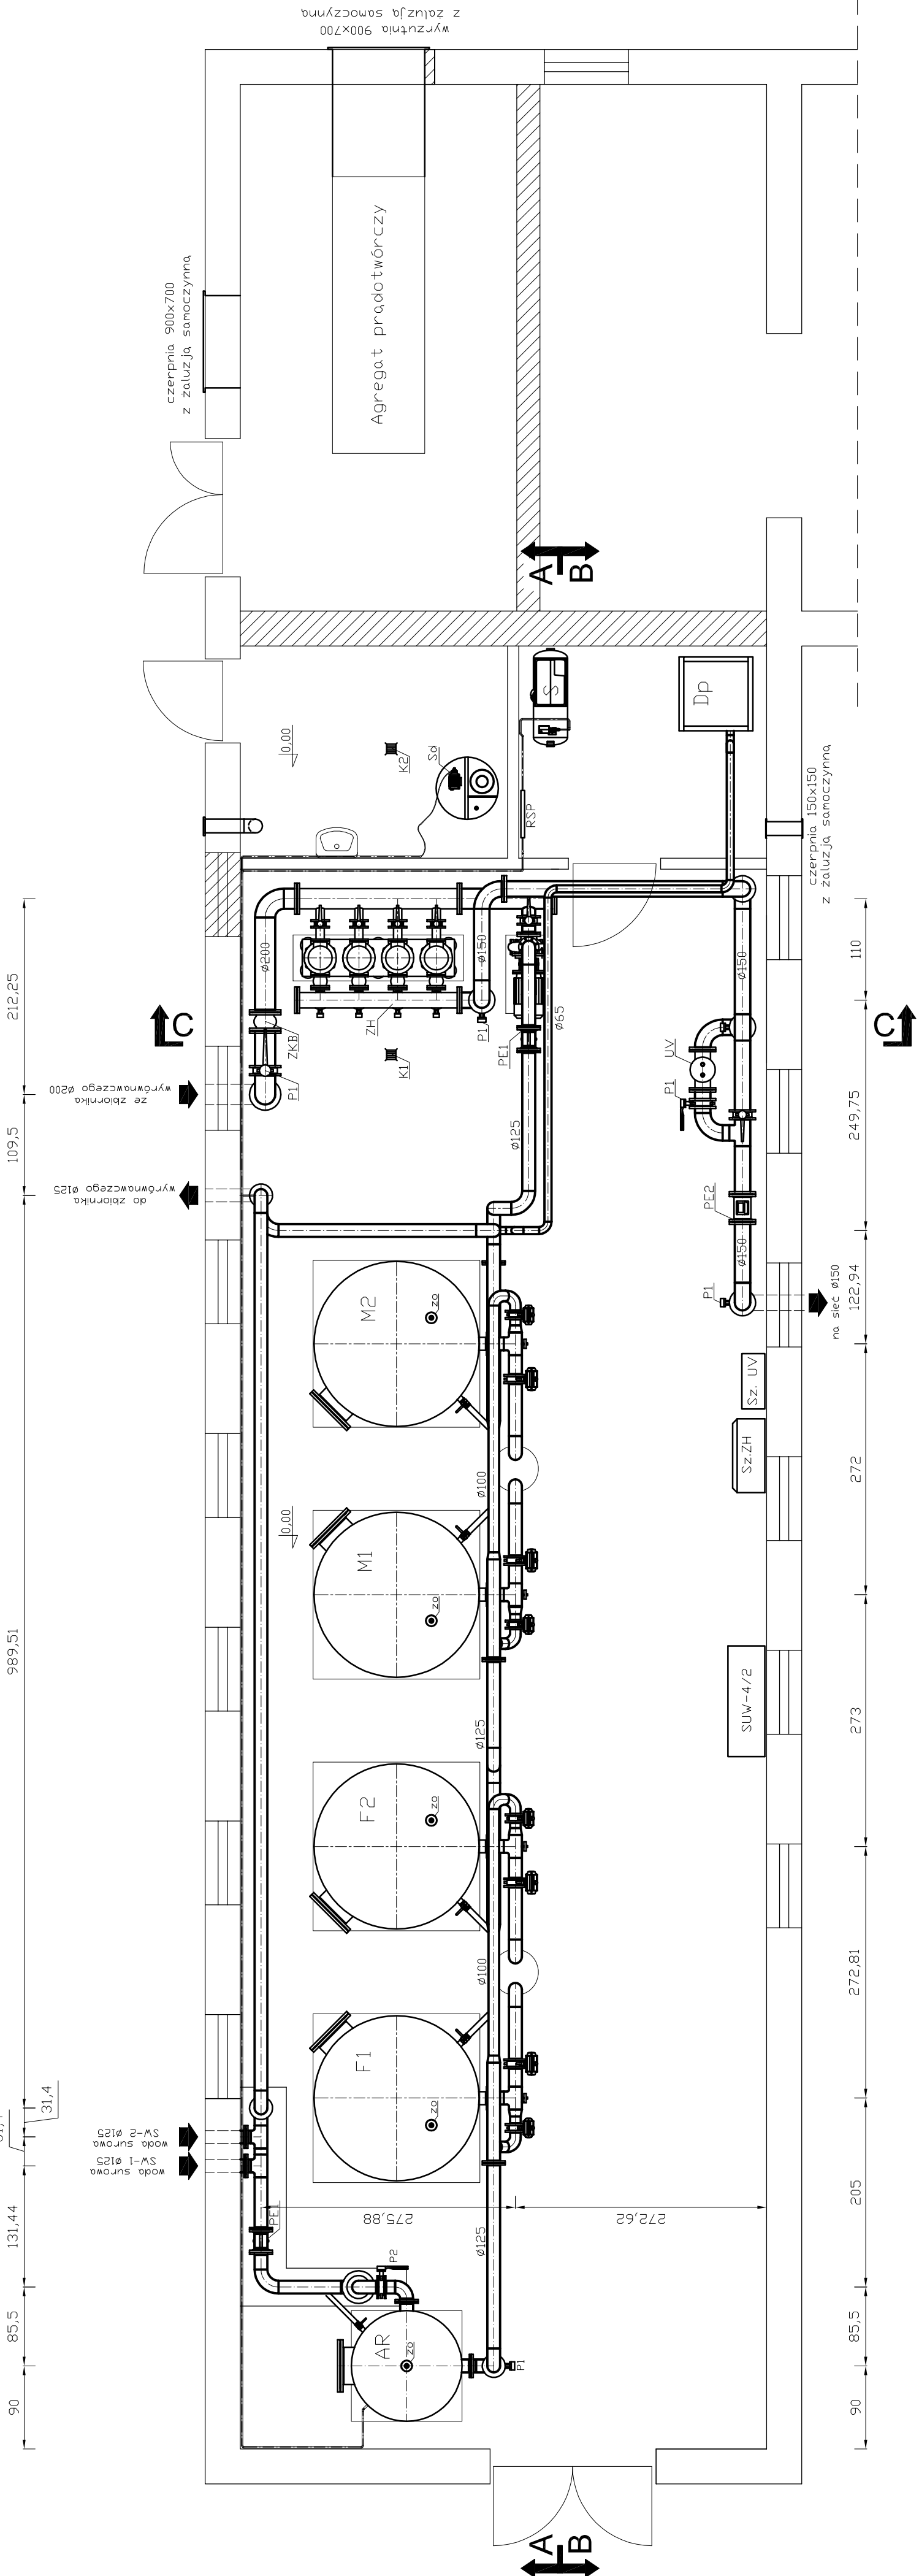 wyrzutnia 900x700
z żaluzją samoczynną
czerpnia 900x700
z żaluzją samoczynną
Agregat prądotwórczy
A
B
0,00
K2
Sd
S
RSP
Dp
czerpnia 150x150
z żaluzją samoczynną
212,25
109,5
989,51
31,4
131,44
85,5
90
C
C
ze zbiornika
wyrównawczego ø200
do zbiornika
wyrównawczego ø125
ø200
ZKB
P1
ZH
K1
ø150
P1
PE1
ø65
ø125
ø150
UV
P1
PE2
ø150
P1
na sieć ø150
110
249,75
122,94
272
273
272,81
205
85,5
90
M2
zo
ø100
Sz. UV
Sz.ZH
0,00
M1
zo
ø125
SUW-4/2
F2
zo
ø100
F1
zo
woda surowa
SW-2 ø125
woda surowa
SW-1 ø125
PE1
275,88
272,62
ø125
P2
AR
zo
P1
A
B